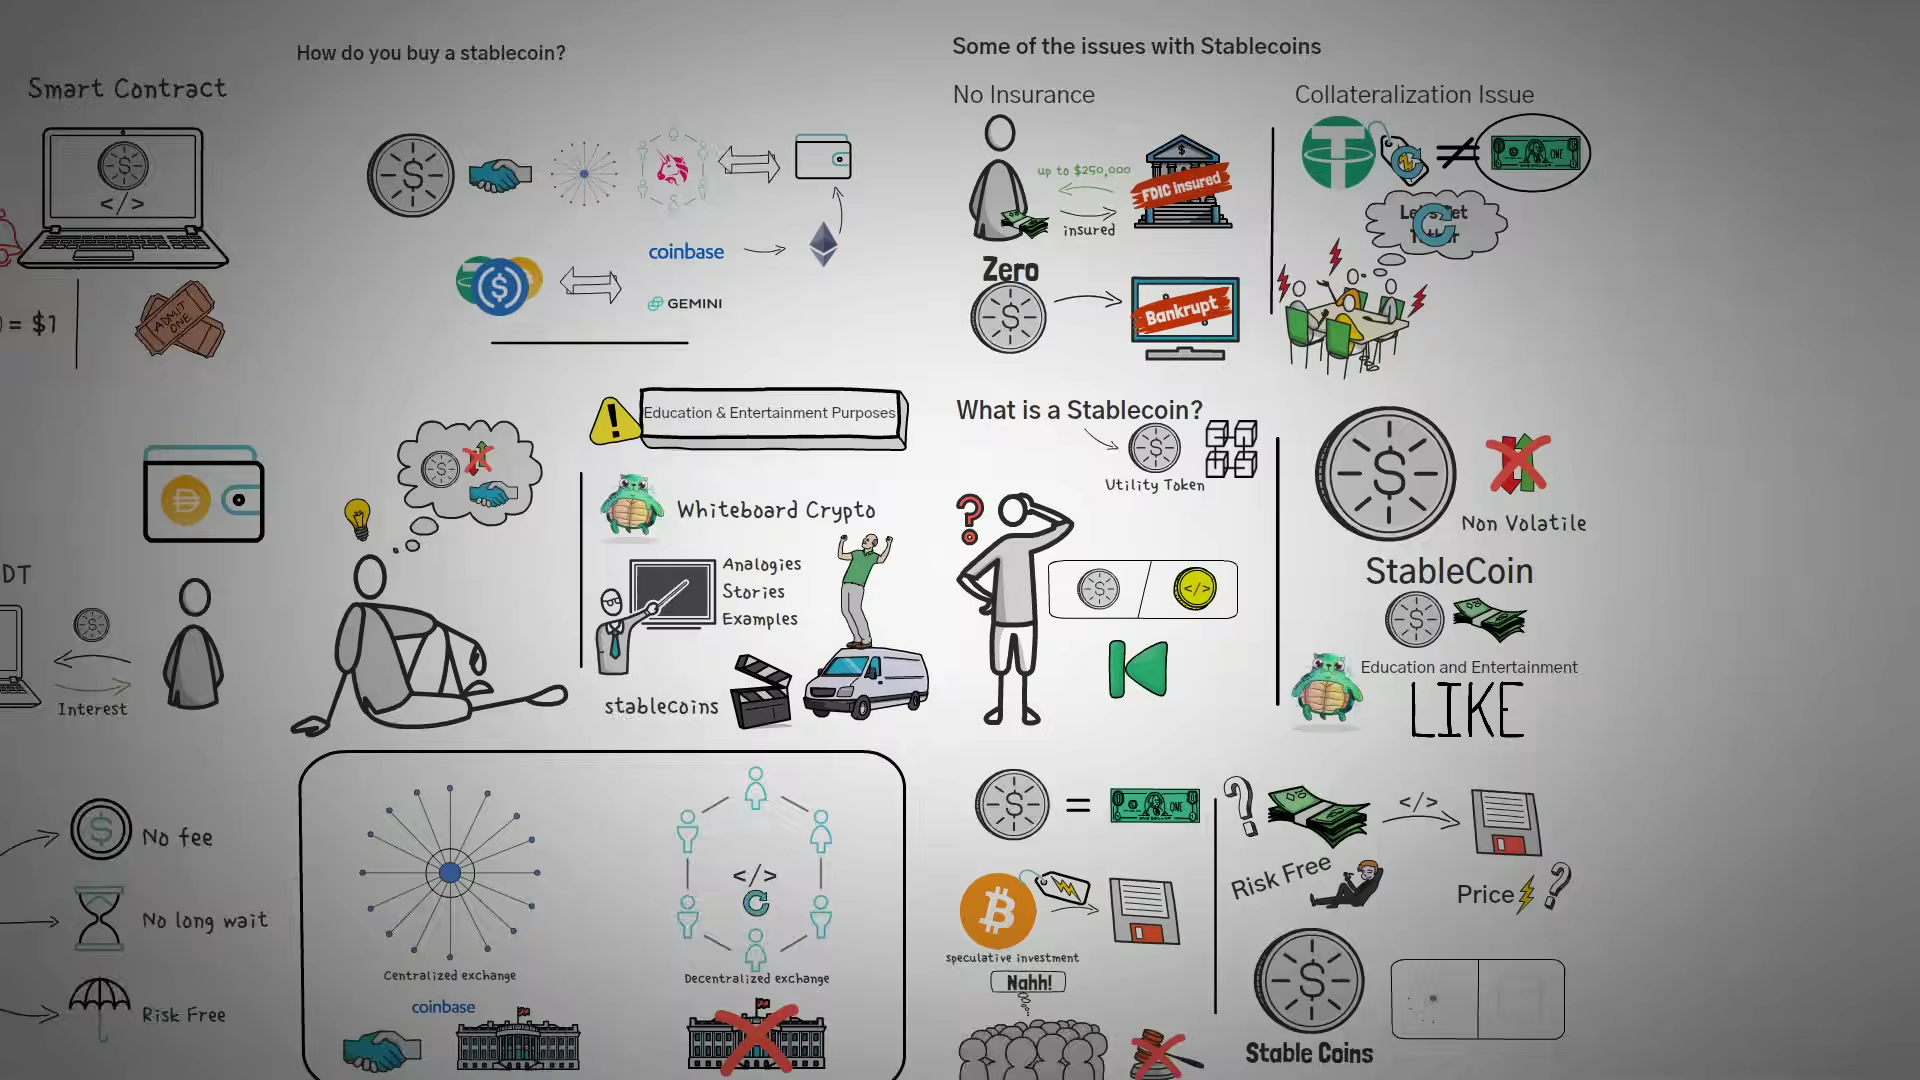 Smart Contract
</>
= $1
ADMIT
ONE
DT
Interest
No fee
No long wait
Risk Free
How do you buy a stablecoin?
coinbase
GEMINI
Education & Entertainment Purposes
Whiteboard Crypto
Analogies
Stories
Examples
stablecoins
</>
Centralized exchange
Decentralized exchange
coinbase
Some of the issues with Stablecoins
No Insurance
up to $250,000
FDIC insured
insured
Zero
Bankrupt
Collateralization Issue
ONE
What is a Stablecoin?
Utility Token
</>
Non Volatile
StableCoin
Education and Entertainment
LIKE
=
ONE
speculative investment
Nahh!
</>
Risk Free
Price
Stable Coins